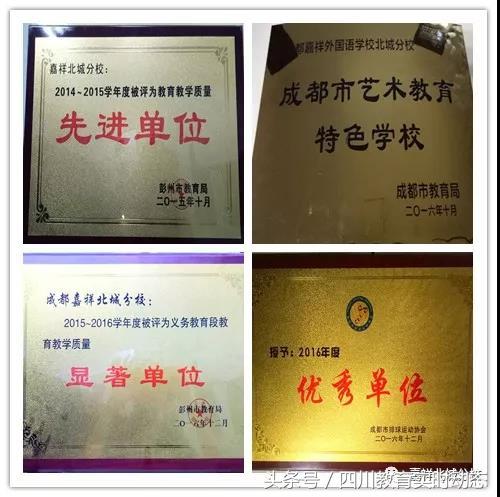 嘉祥北城分校：
2014~2015学年度被评为教育教学质量
先进单位
彭州市教育局
二〇一五年十月
都嘉祥外国语学校北城分校
成都市艺术教育
特色学校
成都市教育局
二〇一六年十月
成都嘉祥北城分校：
2015~2016学年度被评为义务教育段教
育教学质量
显著单位
彭州市教育局
二〇一六年十二月
授予：2016年度
优秀单位
成都市排球运动协会
二〇一六年十二月
嘉祥北城分校
头条号/四川教育